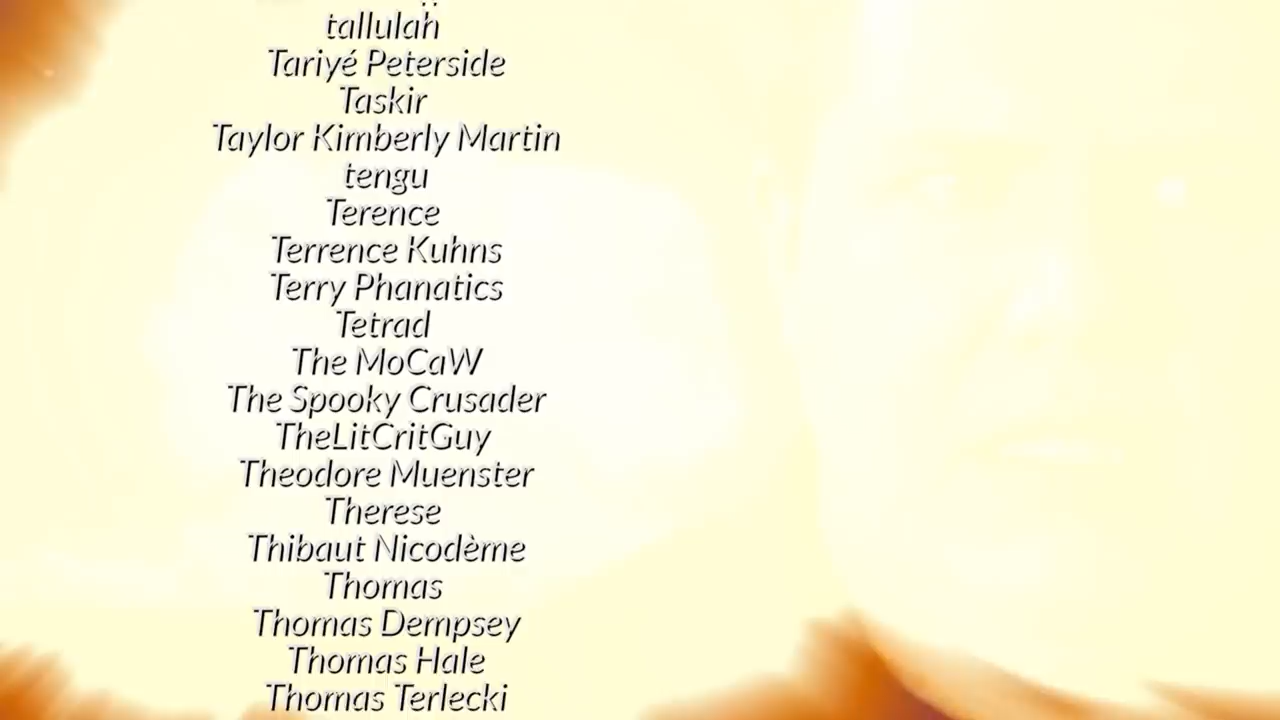 tallulah
Tariyé Peterside
Taskir
Taylor Kimberly Martin
tengu
Terence
Terrence Kuhns
Terry Phanatics
Tetrad
The MoCaW
The Spooky Crusader
TheLitCritGuy
Theodore Muenster
Therese
Thibaut Nicodème
Thomas
Thomas Dempsey
Thomas Hale
Thomas Terlecki